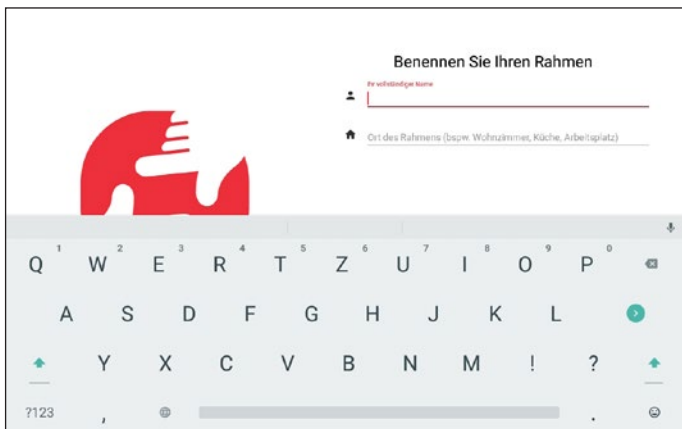 Benennen Sie Ihren Rahmen
Ihr vollständiger Name
Ort des Rahmens (bspw. Wohnzimmer, Küche, Arbeitsplatz)
Q 1 W 2 E 3 R 4 T 5 Z 6 U 7 I 8 O 9 P 0
A S D F G H J K L
Y X C V B N M ! ?
?123 , .